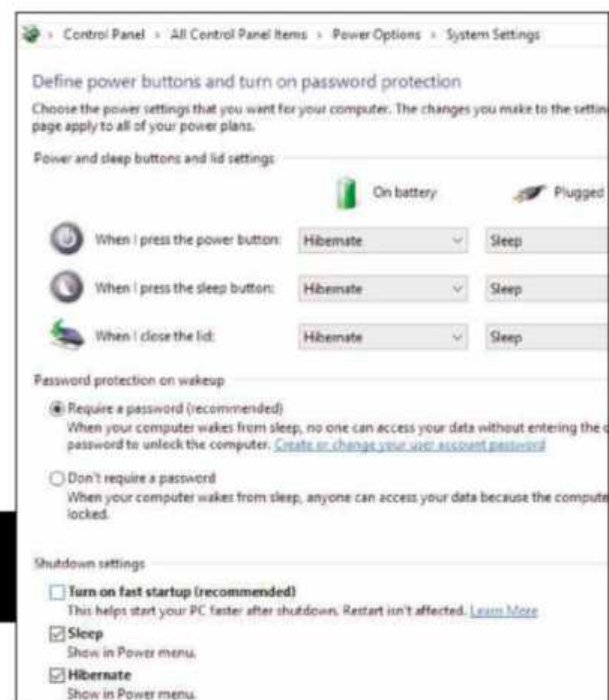 Control Panel › All Control Panel Items › Power Options › System Settings
Define power buttons and turn on password protection
Choose the power settings that you want for your computer. The changes you make to the settin
page apply to all of your power plans.
Power and sleep buttons and lid settings
On battery Plugged
When I press the power button: Hibernate Sleep
When I press the sleep button: Hibernate Sleep
When I close the lid: Hibernate Sleep
Password protection on wakeup
Require a password (recommended)
When your computer wakes from sleep, no one can access your data without entering the c
password to unlock the computer. Create or change your user account password
Don't require a password
When your computer wakes from sleep, anyone can access your data because the compute
locked.
Shutdown settings
Turn on fast startup (recommended)
This helps start your PC faster after shutdown. Restart isn't affected. Learn More
Sleep
Show in Power menu.
Hibernate
Show in Power menu.